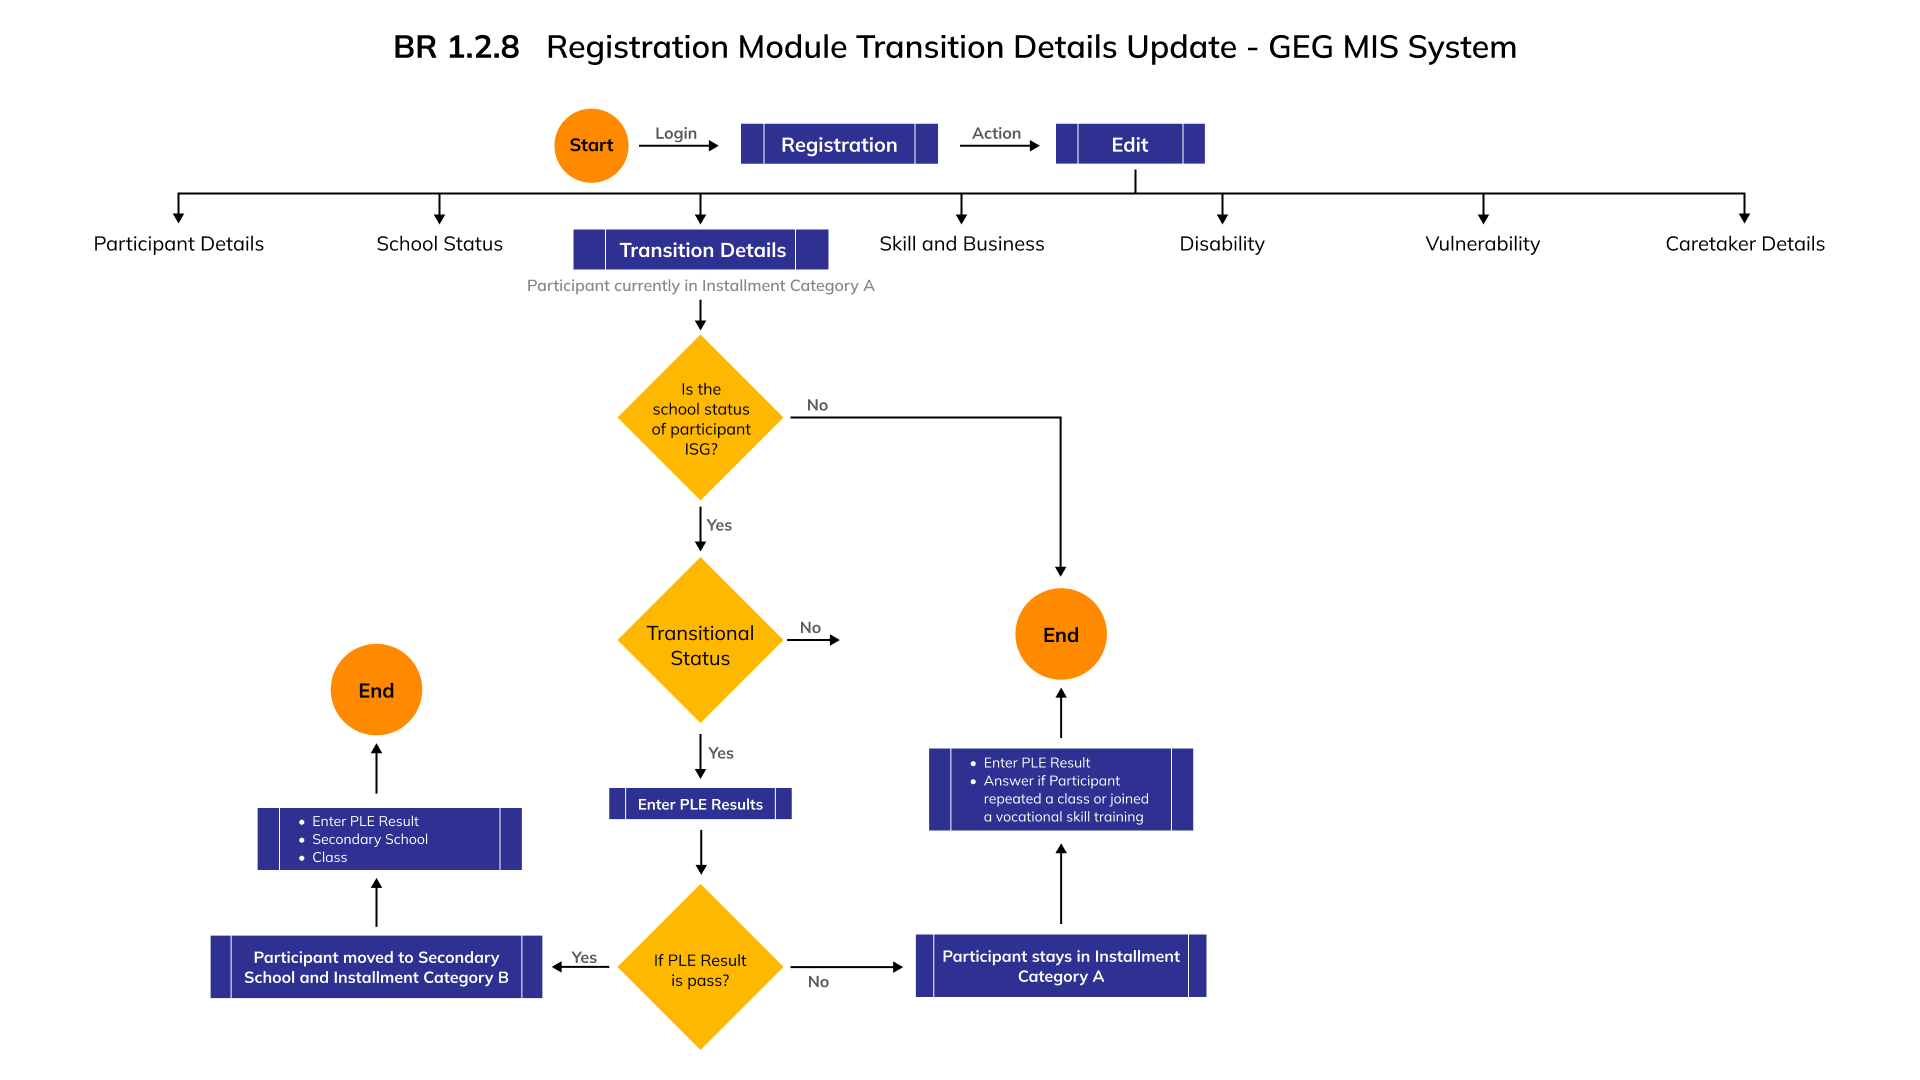 BR 1.2.8 Registration Module Transition Details Update - GEG MIS System
Start
Login
Registration
Action
Edit
Participant Details
School Status
Transition Details
Skill and Business
Disability
Vulnerability
Caretaker Details
Participant currently in Installment Category A
Is the
school status
of participant
ISG?
No
Yes
Transitional
Status
No
End
End
Yes
• Enter PLE Result
• Answer if Participant
repeated a class or joined
a vocational skill training
Enter PLE Results
• Enter PLE Result
• Secondary School
• Class
Participant moved to Secondary
School and Installment Category B
Yes
If PLE Result
is pass?
No
Participant stays in Installment
Category A